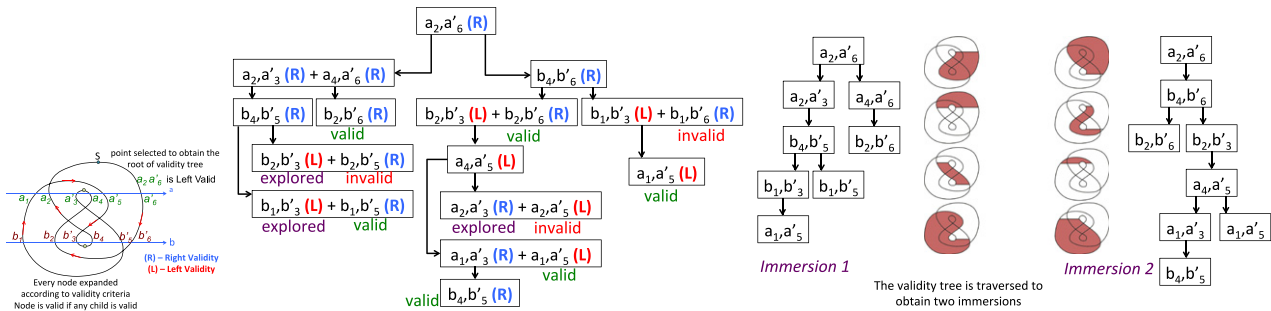 S
point selected to obtain the
root of validity tree
a₂ a'₆ is Left Valid
a
a₁ a₂ a'₃ a₄ a'₅ a'₆
b₁ b₂ b'₃ b₄ b'₅ b'₆
b
(R) – Right Validity
(L) – Left Validity
Every node expanded
according to validity criteria
Node is valid if any child is valid
a₂,a'₆ (R)
a₂,a'₃ (R) + a₄,a'₆ (R)
b₄,b'₆ (R)
b₄,b'₅ (R)
b₂,b'₆ (R)
valid
b₂,b'₃ (L) + b₂,b'₆ (R)
valid
b₁,b'₃ (L) + b₁,b'₆ (R)
invalid
b₂,b'₃ (L) + b₂,b'₅ (R)
explored invalid
b₁,b'₃ (L) + b₁,b'₅ (R)
explored valid
a₄,a'₅ (L)
a₁,a'₅ (L)
valid
a₂,a'₃ (R) + a₂,a'₅ (L)
explored invalid
a₁,a'₃ (R) + a₁,a'₅ (L)
valid
b₄,b'₅ (R)
valid
a₂,a'₆
a₂,a'₃
a₄,a'₆
b₄,b'₅
b₂,b'₆
b₁,b'₃
b₁,b'₅
a₁,a'₅
Immersion 1
The validity tree is traversed to
obtain two immersions
a₂,a'₆
b₄,b'₆
b₂,b'₆
b₂,b'₃
a₄,a'₅
a₁,a'₃
a₁,a'₅
b₄,b'₅
Immersion 2